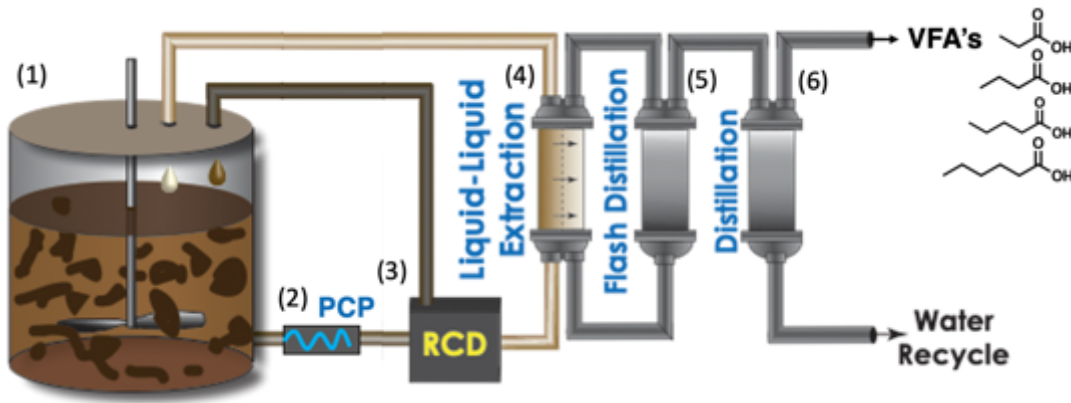 (1)
(2)
PCP
(3)
RCD
(4)
Liquid-Liquid
Extraction
Flash Distillation
(5)
Distillation
(6)
VFA's
O
OH
O
OH
O
OH
O
OH
Water
Recycle